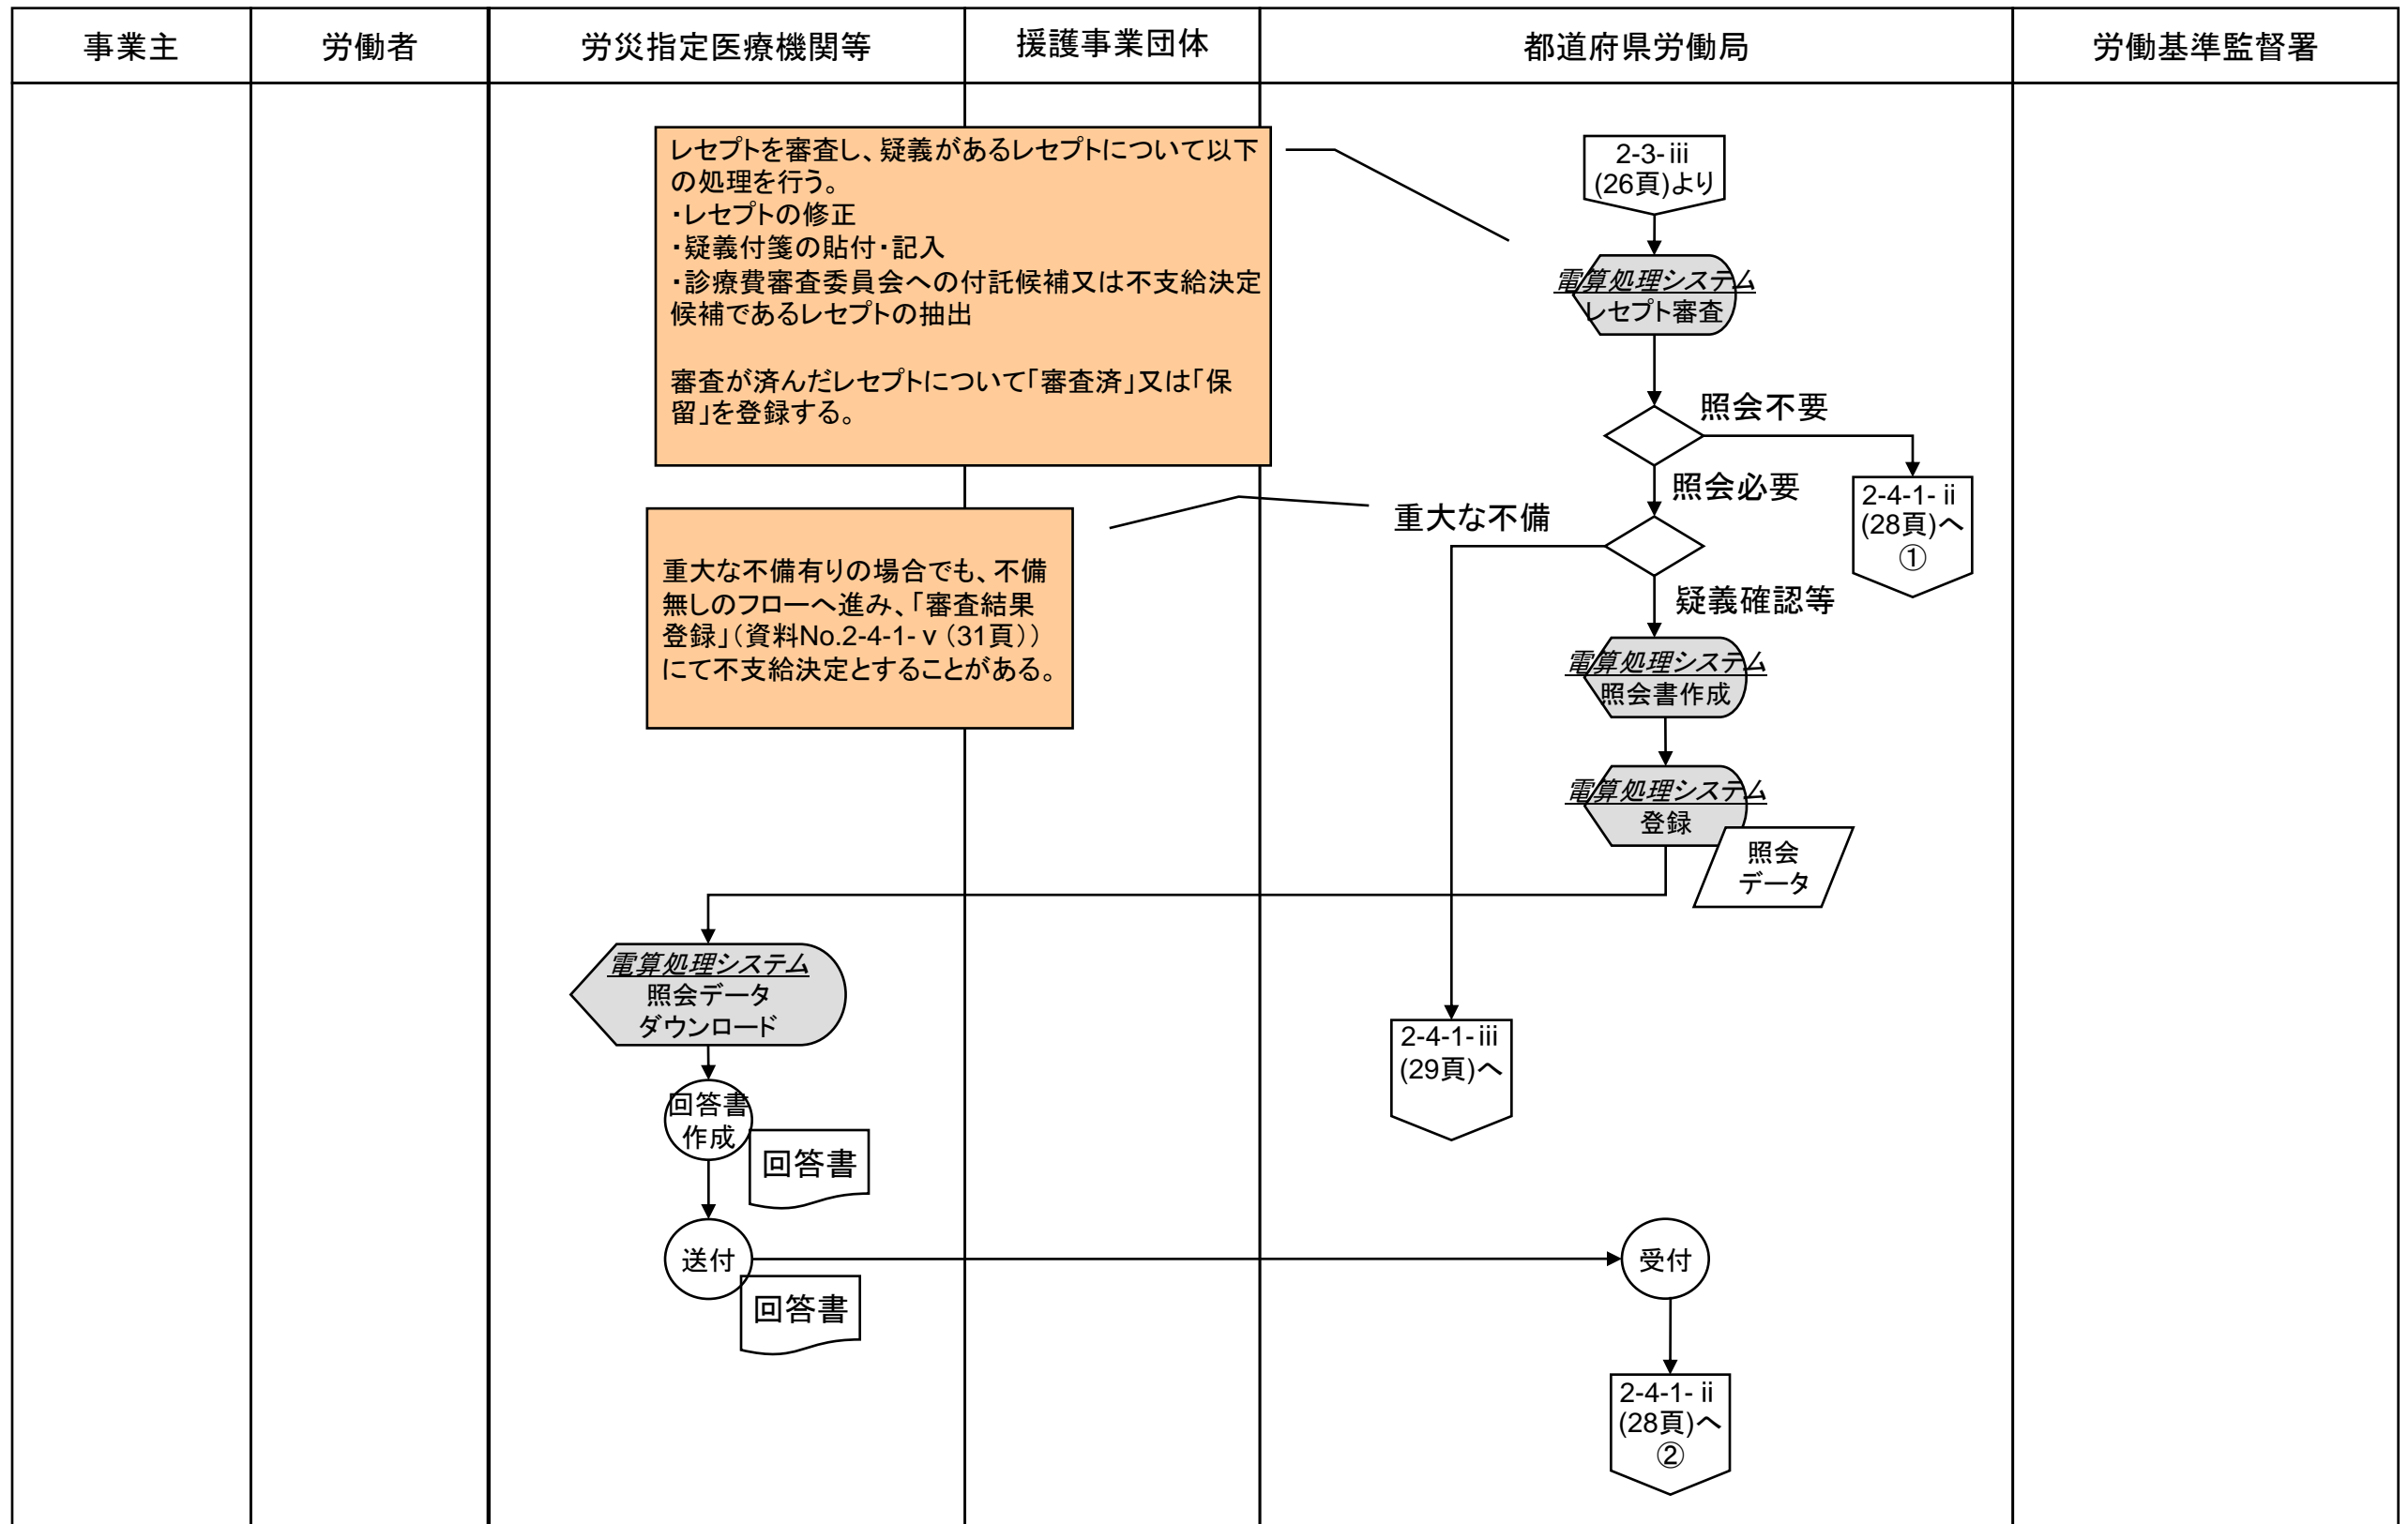 事業主
労働者
労災指定医療機関等
援護事業団体
都道府県労働局
労働基準監督署
レセプトを審査し、疑義があるレセプトについて以下
の処理を行う。
・レセプトの修正
・疑義付箋の貼付・記入
・診療費審査委員会への付託候補又は不支給決定
候補であるレセプトの抽出
審査が済んだレセプトについて「審査済」又は「保
留」を登録する。
2-3-ⅲ
(26頁)より
電算処理システム
レセプト審査
照会不要
照会必要
2-4-1-ⅱ
(28頁)へ
①
重大な不備
重大な不備有りの場合でも、不備
無しのフローへ進み、「審査結果
登録」（資料No.2-4-1-ⅴ（31頁））
にて不支給決定とすることがある。
疑義確認等
電算処理システム
照会書作成
電算処理システム
登録
照会
データ
電算処理システム
照会データ
ダウンロード
2-4-1-ⅲ
(29頁)へ
回答書
作成
回答書
送付
回答書
受付
2-4-1-ⅱ
(28頁)へ
②